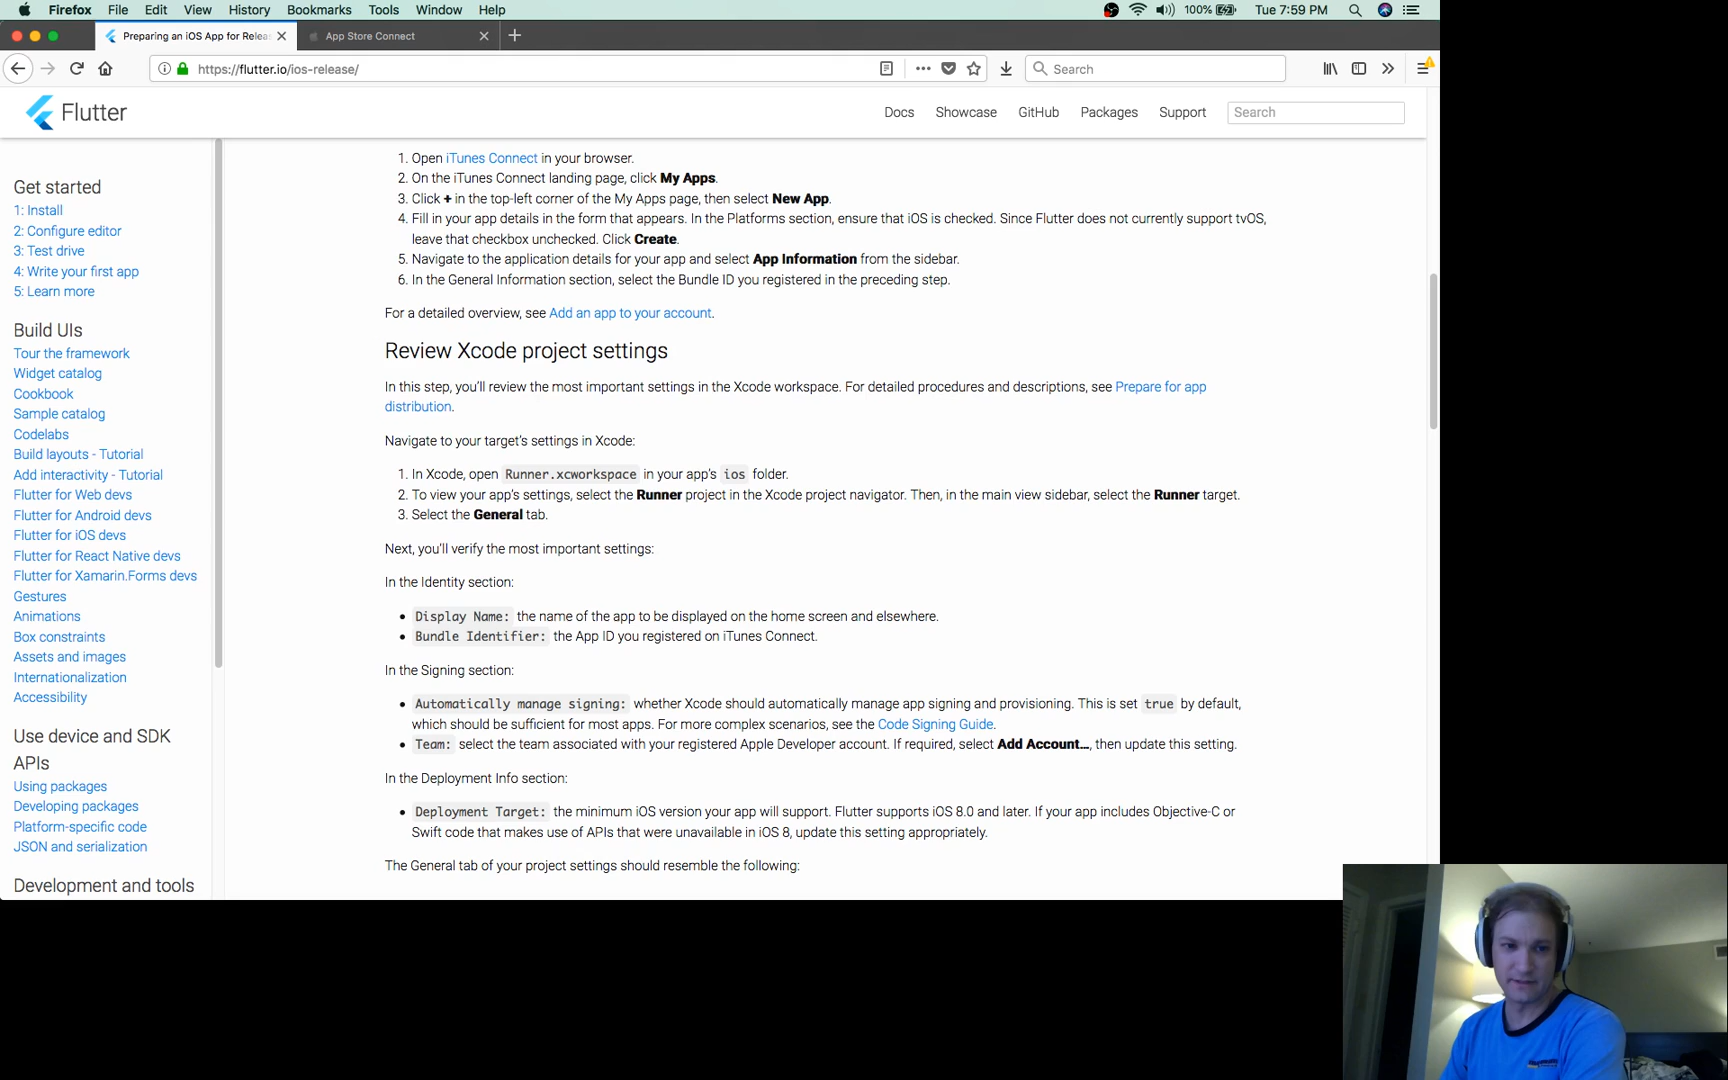 Firefox File Edit View History Bookmarks Tools Window Help 100% Tue 7:59 PM
Preparing an iOS App for Relea App Store Connect
https://flutter.io/ios-release/ Search
Flutter Docs Showcase GitHub Packages Support Search
Get started
1: Install
2: Configure editor
3: Test drive
4: Write your first app
5: Learn more
Build UIs
Tour the framework
Widget catalog
Cookbook
Sample catalog
Codelabs
Build layouts - Tutorial
Add interactivity - Tutorial
Flutter for Web devs
Flutter for Android devs
Flutter for iOS devs
Flutter for React Native devs
Flutter for Xamarin.Forms devs
Gestures
Animations
Box constraints
Assets and images
Internationalization
Accessibility
Use device and SDK
APIs
Using packages
Developing packages
Platform-specific code
JSON and serialization
Development and tools
1. Open iTunes Connect in your browser.
2. On the iTunes Connect landing page, click My Apps.
3. Click + in the top-left corner of the My Apps page, then select New App.
4. Fill in your app details in the form that appears. In the Platforms section, ensure that iOS is checked. Since Flutter does not currently support tvOS,
leave that checkbox unchecked. Click Create.
5. Navigate to the application details for your app and select App Information from the sidebar.
6. In the General Information section, select the Bundle ID you registered in the preceding step.
For a detailed overview, see Add an app to your account.
Review Xcode project settings
In this step, you'll review the most important settings in the Xcode workspace. For detailed procedures and descriptions, see Prepare for app
distribution.
Navigate to your target's settings in Xcode:
1. In Xcode, open Runner.xcworkspace in your app's ios folder.
2. To view your app's settings, select the Runner project in the Xcode project navigator. Then, in the main view sidebar, select the Runner target.
3. Select the General tab.
Next, you'll verify the most important settings:
In the Identity section:
• Display Name: the name of the app to be displayed on the home screen and elsewhere.
• Bundle Identifier: the App ID you registered on iTunes Connect.
In the Signing section:
• Automatically manage signing: whether Xcode should automatically manage app signing and provisioning. This is set true by default,
which should be sufficient for most apps. For more complex scenarios, see the Code Signing Guide.
• Team: select the team associated with your registered Apple Developer account. If required, select Add Account…, then update this setting.
In the Deployment Info section:
• Deployment Target: the minimum iOS version your app will support. Flutter supports iOS 8.0 and later. If your app includes Objective-C or
Swift code that makes use of APIs that were unavailable in iOS 8, update this setting appropriately.
The General tab of your project settings should resemble the following: